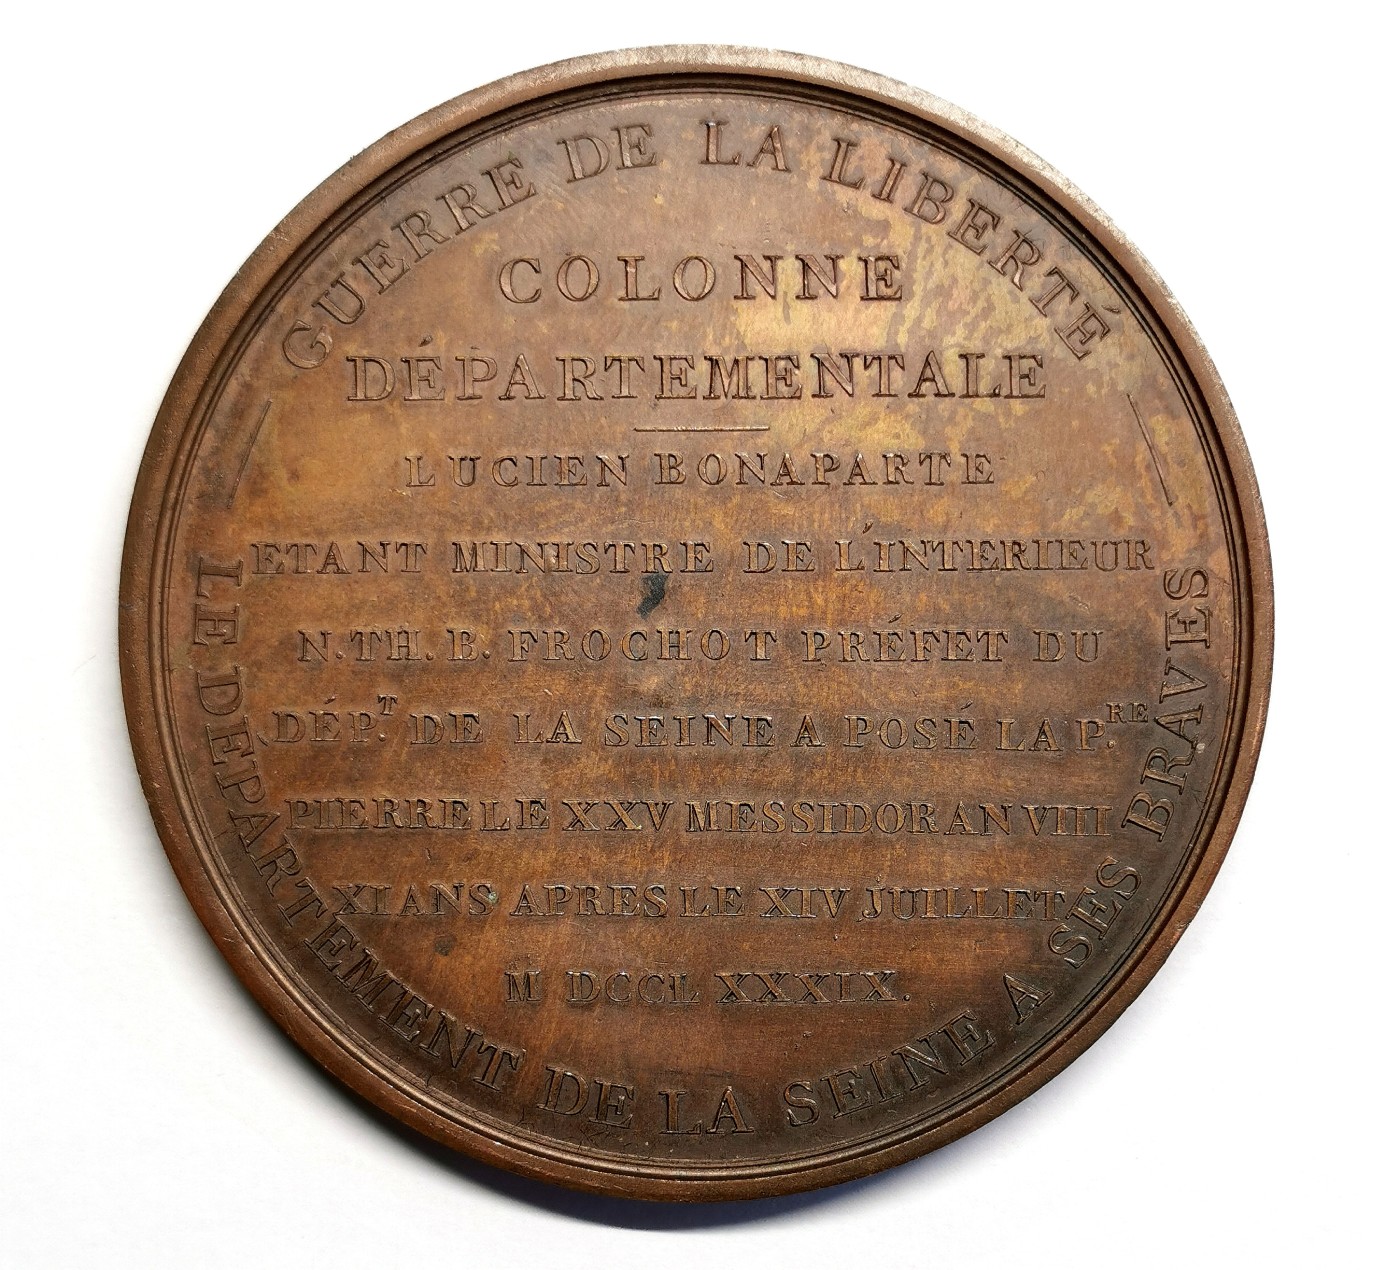 GUERRE DE LA LIBERTÉ
COLONNE
DÉPARTEMENTALE
LUCIEN BONAPARTE
ETANT MINISTRE DE L'INTERIEUR
N. TH. B. FROCHOT PRÉFET DU
DÉP.T DE LA SEINE A POSÉ LA P.RE
PIERRE LE XXV MESSIDOR AN VIII
XI ANS APRES LE XIV JUILLET
M DCCL XXXIX.
LE DÉPARTEMENT DE LA SEINE A SES BRAVES